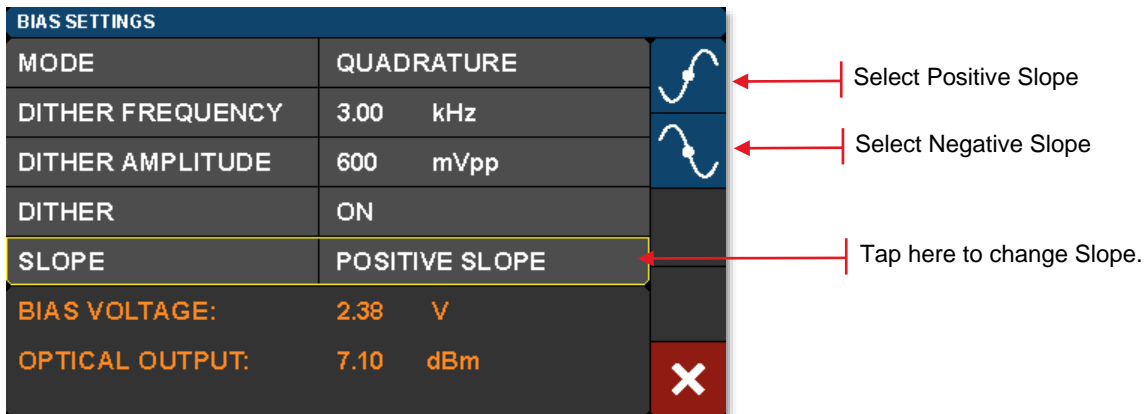 BIAS SETTINGS
MODE QUADRATURE
Select Positive Slope
DITHER FREQUENCY 3.00 kHz
DITHER AMPLITUDE 600 mVpp
Select Negative Slope
DITHER ON
SLOPE POSITIVE SLOPE
Tap here to change Slope.
BIAS VOLTAGE: 2.38 V
OPTICAL OUTPUT: 7.10 dBm